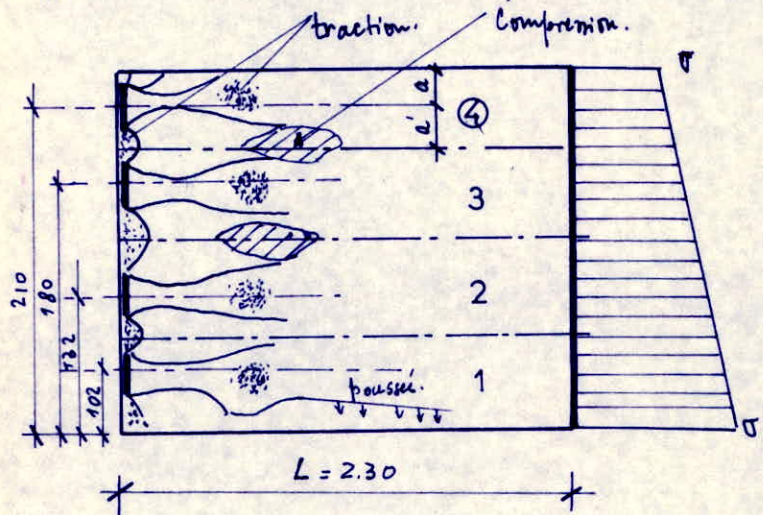 traction.
compression.
σ
a
a'
4
3
2
1
210
180
132
102
poussée.
σ
L = 2.30